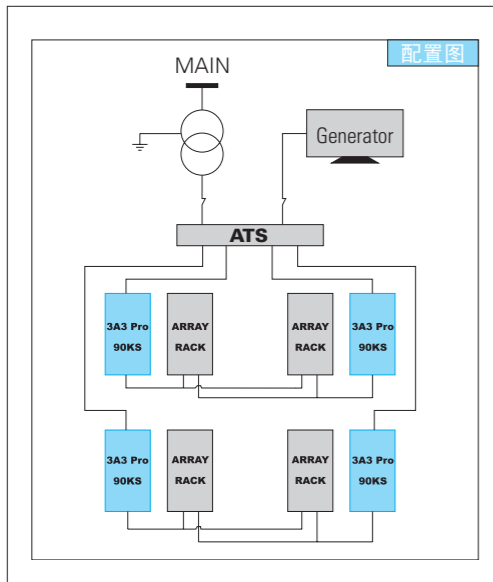 配置图
MAIN
Generator
ATS
3A3 Pro
90KS
ARRAY
RACK
ARRAY
RACK
3A3 Pro
90KS
3A3 Pro
90KS
ARRAY
RACK
ARRAY
RACK
3A3 Pro
90KS